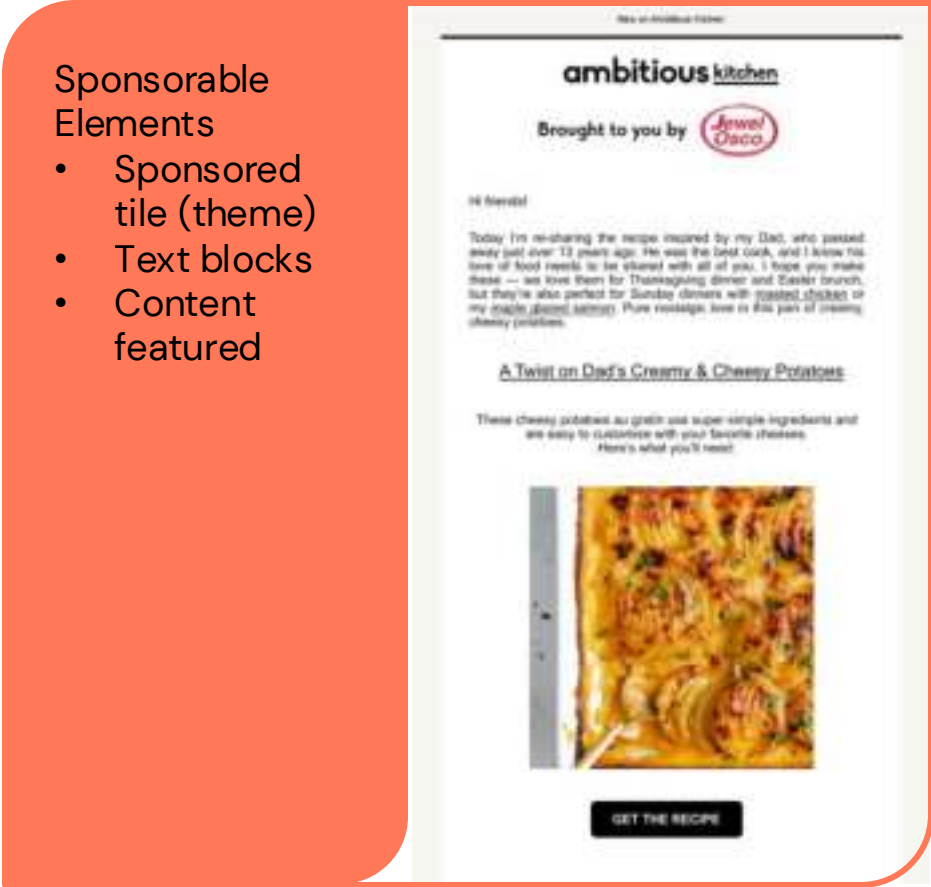 Sponsorable
Elements
• Sponsored
tile (theme)
• Text blocks
• Content
featured
New on Ambitious Kitchen
ambitious kitchen
Brought to you by Jewel Osco
Hi friends!
Today I'm re-sharing the recipe inspired by my Dad, who passed
away just over 13 years ago. He was the best cook, and I know his
love of food needs to be shared with all of you. I hope you make
these — we love them for Thanksgiving dinner and Easter brunch,
but they're also perfect for Sunday dinners with roasted chicken or
my maple glazed salmon. Pure nostalgic love in this pan of creamy,
cheesy potatoes.
A Twist on Dad's Creamy & Cheesy Potatoes
These cheesy potatoes au gratin use super simple ingredients and
are easy to customize with your favorite cheeses.
Here's what you'll need:
GET THE RECIPE